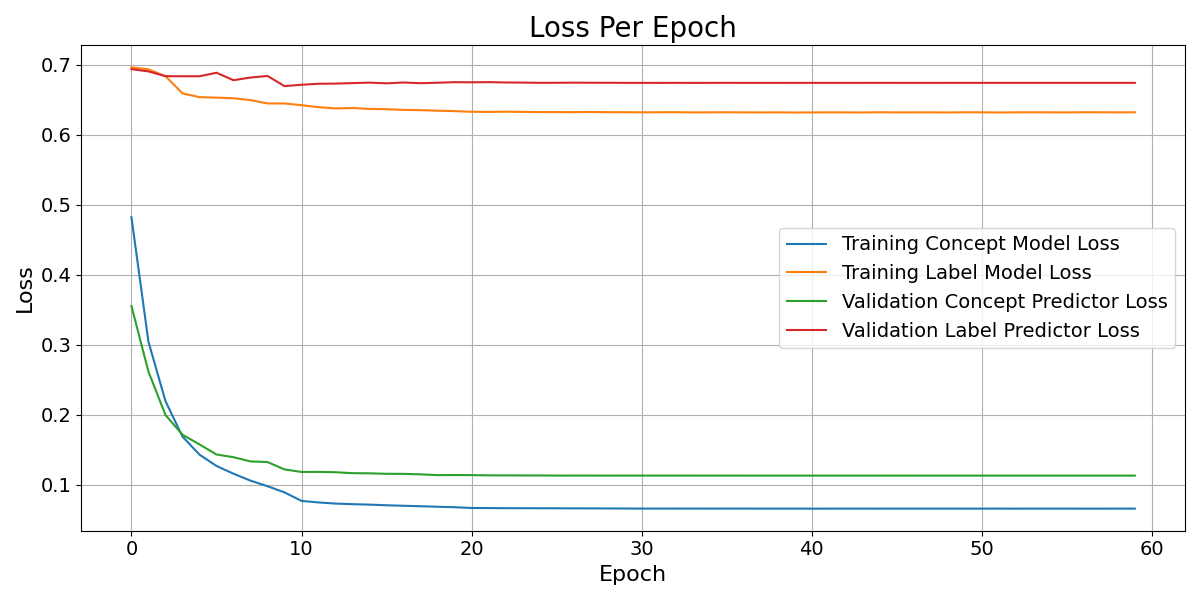 Loss Per Epoch
0.7
0.6
0.5
0.4
0.3
0.2
0.1
Loss
Training Concept Model Loss
Training Label Model Loss
Validation Concept Predictor Loss
Validation Label Predictor Loss
0 10 20 30 40 50 60
Epoch